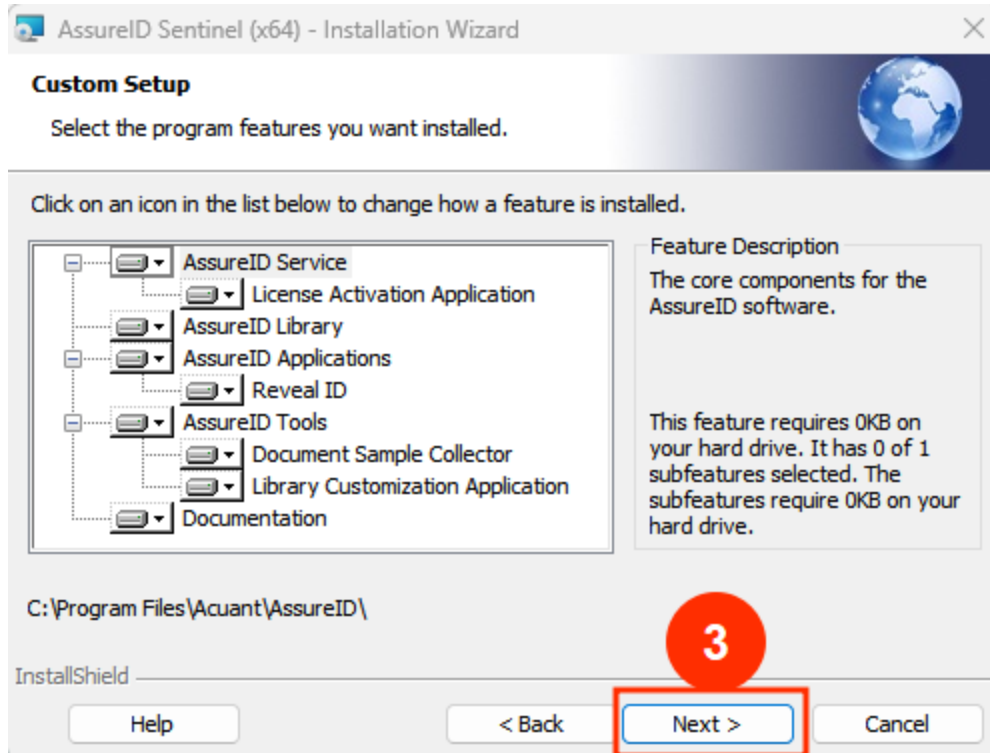 AssureID Sentinel (x64) - Installation Wizard
Custom Setup
Select the program features you want installed.
Click on an icon in the list below to change how a feature is installed.
AssureID Service
License Activation Application
AssureID Library
AssureID Applications
Reveal ID
AssureID Tools
Document Sample Collector
Library Customization Application
Documentation
Feature Description
The core components for the
AssureID software.
This feature requires 0KB on
your hard drive. It has 0 of 1
subfeatures selected. The
subfeatures require 0KB on your
hard drive.
C:\Program Files\Acuant\AssureID\
3
InstallShield
Help
< Back
Next >
Cancel